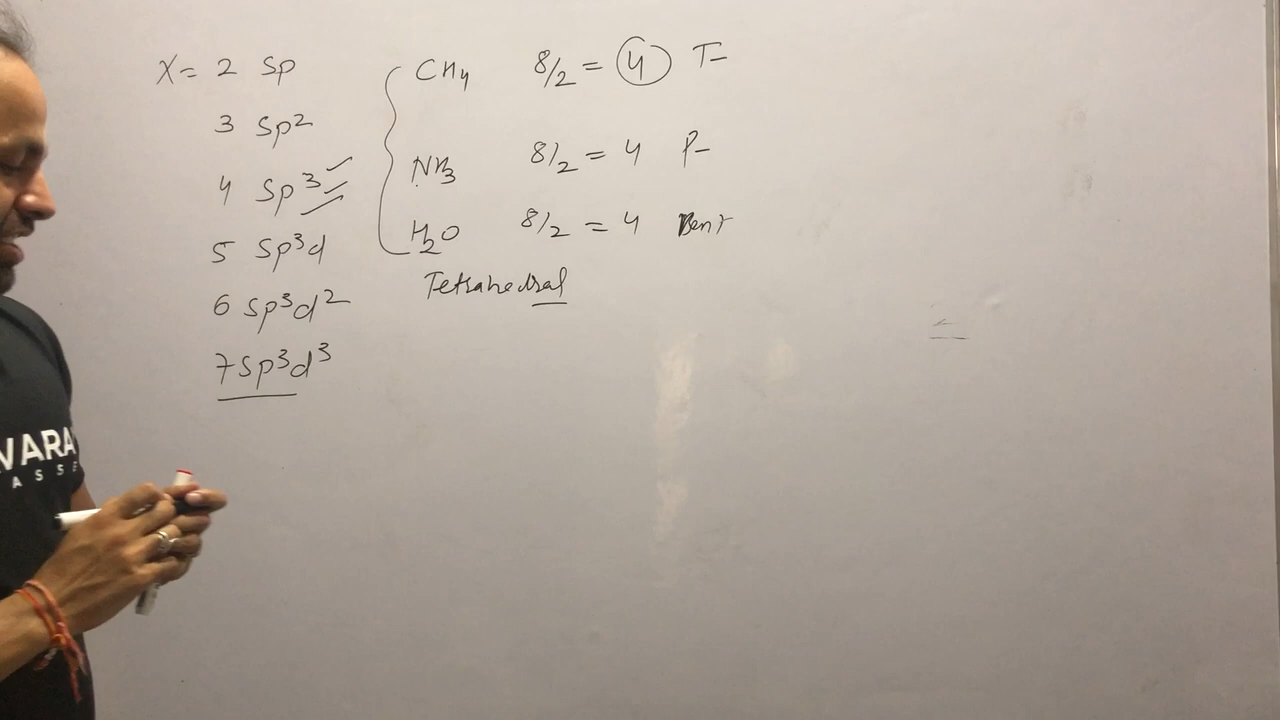 X= 2 sp
3 sp²
4 sp³
5 sp³d
6 sp³d²
7 sp³d³
CH₄ 8/2 = 4 T-
NH₃ 8/2 = 4 P-
H₂O 8/2 = 4 Bent
Tetrahedral
WARA
ASSE